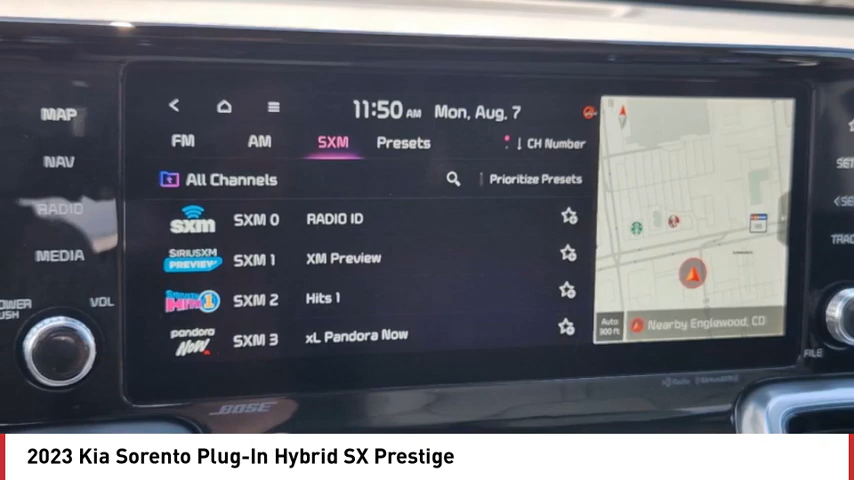 MAP
NAV
RADIO
MEDIA
VOL
11:50 AM Mon, Aug. 7
FM AM SXM Presets ↓ CH Number
All Channels Prioritize Presets
sxm SXM 0 RADIO ID
SIRIUSXM PREVIEW SXM 1 XM Preview
Hits 1 SXM 2 Hits 1
pandora NOW. SXM 3 xL Pandora Now
N
Auto
300 ft
Nearby Englewood, CO
BOSE
FILE
2023 Kia Sorento Plug-In Hybrid SX Prestige